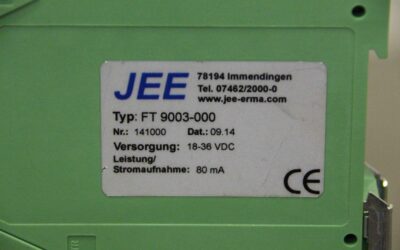 JEE
78194 Immendingen
Tel. 07462/2000-0
www.jee-erma.com
Typ: FT 9003-000
Nr.: 141000 Dat.: 09.14
Versorgung: 18-36 VDC
Leistung/
Stromaufnahme: 80 mA
CE